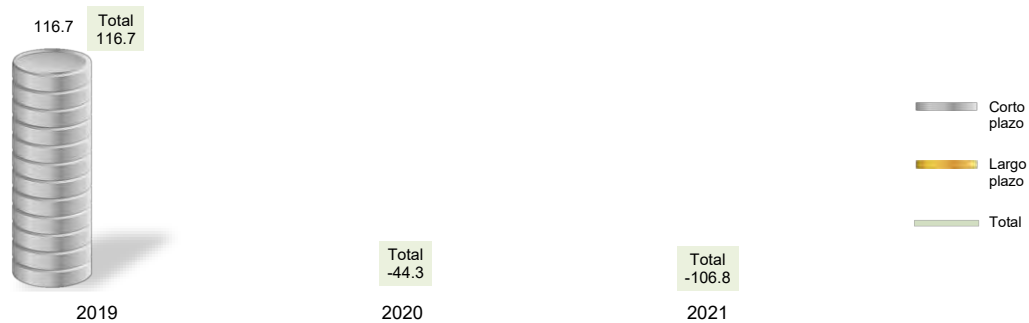 116.7
Total
116.7
Corto
plazo
Largo
plazo
Total
Total
-44.3
Total
-106.8
2019
2020
2021